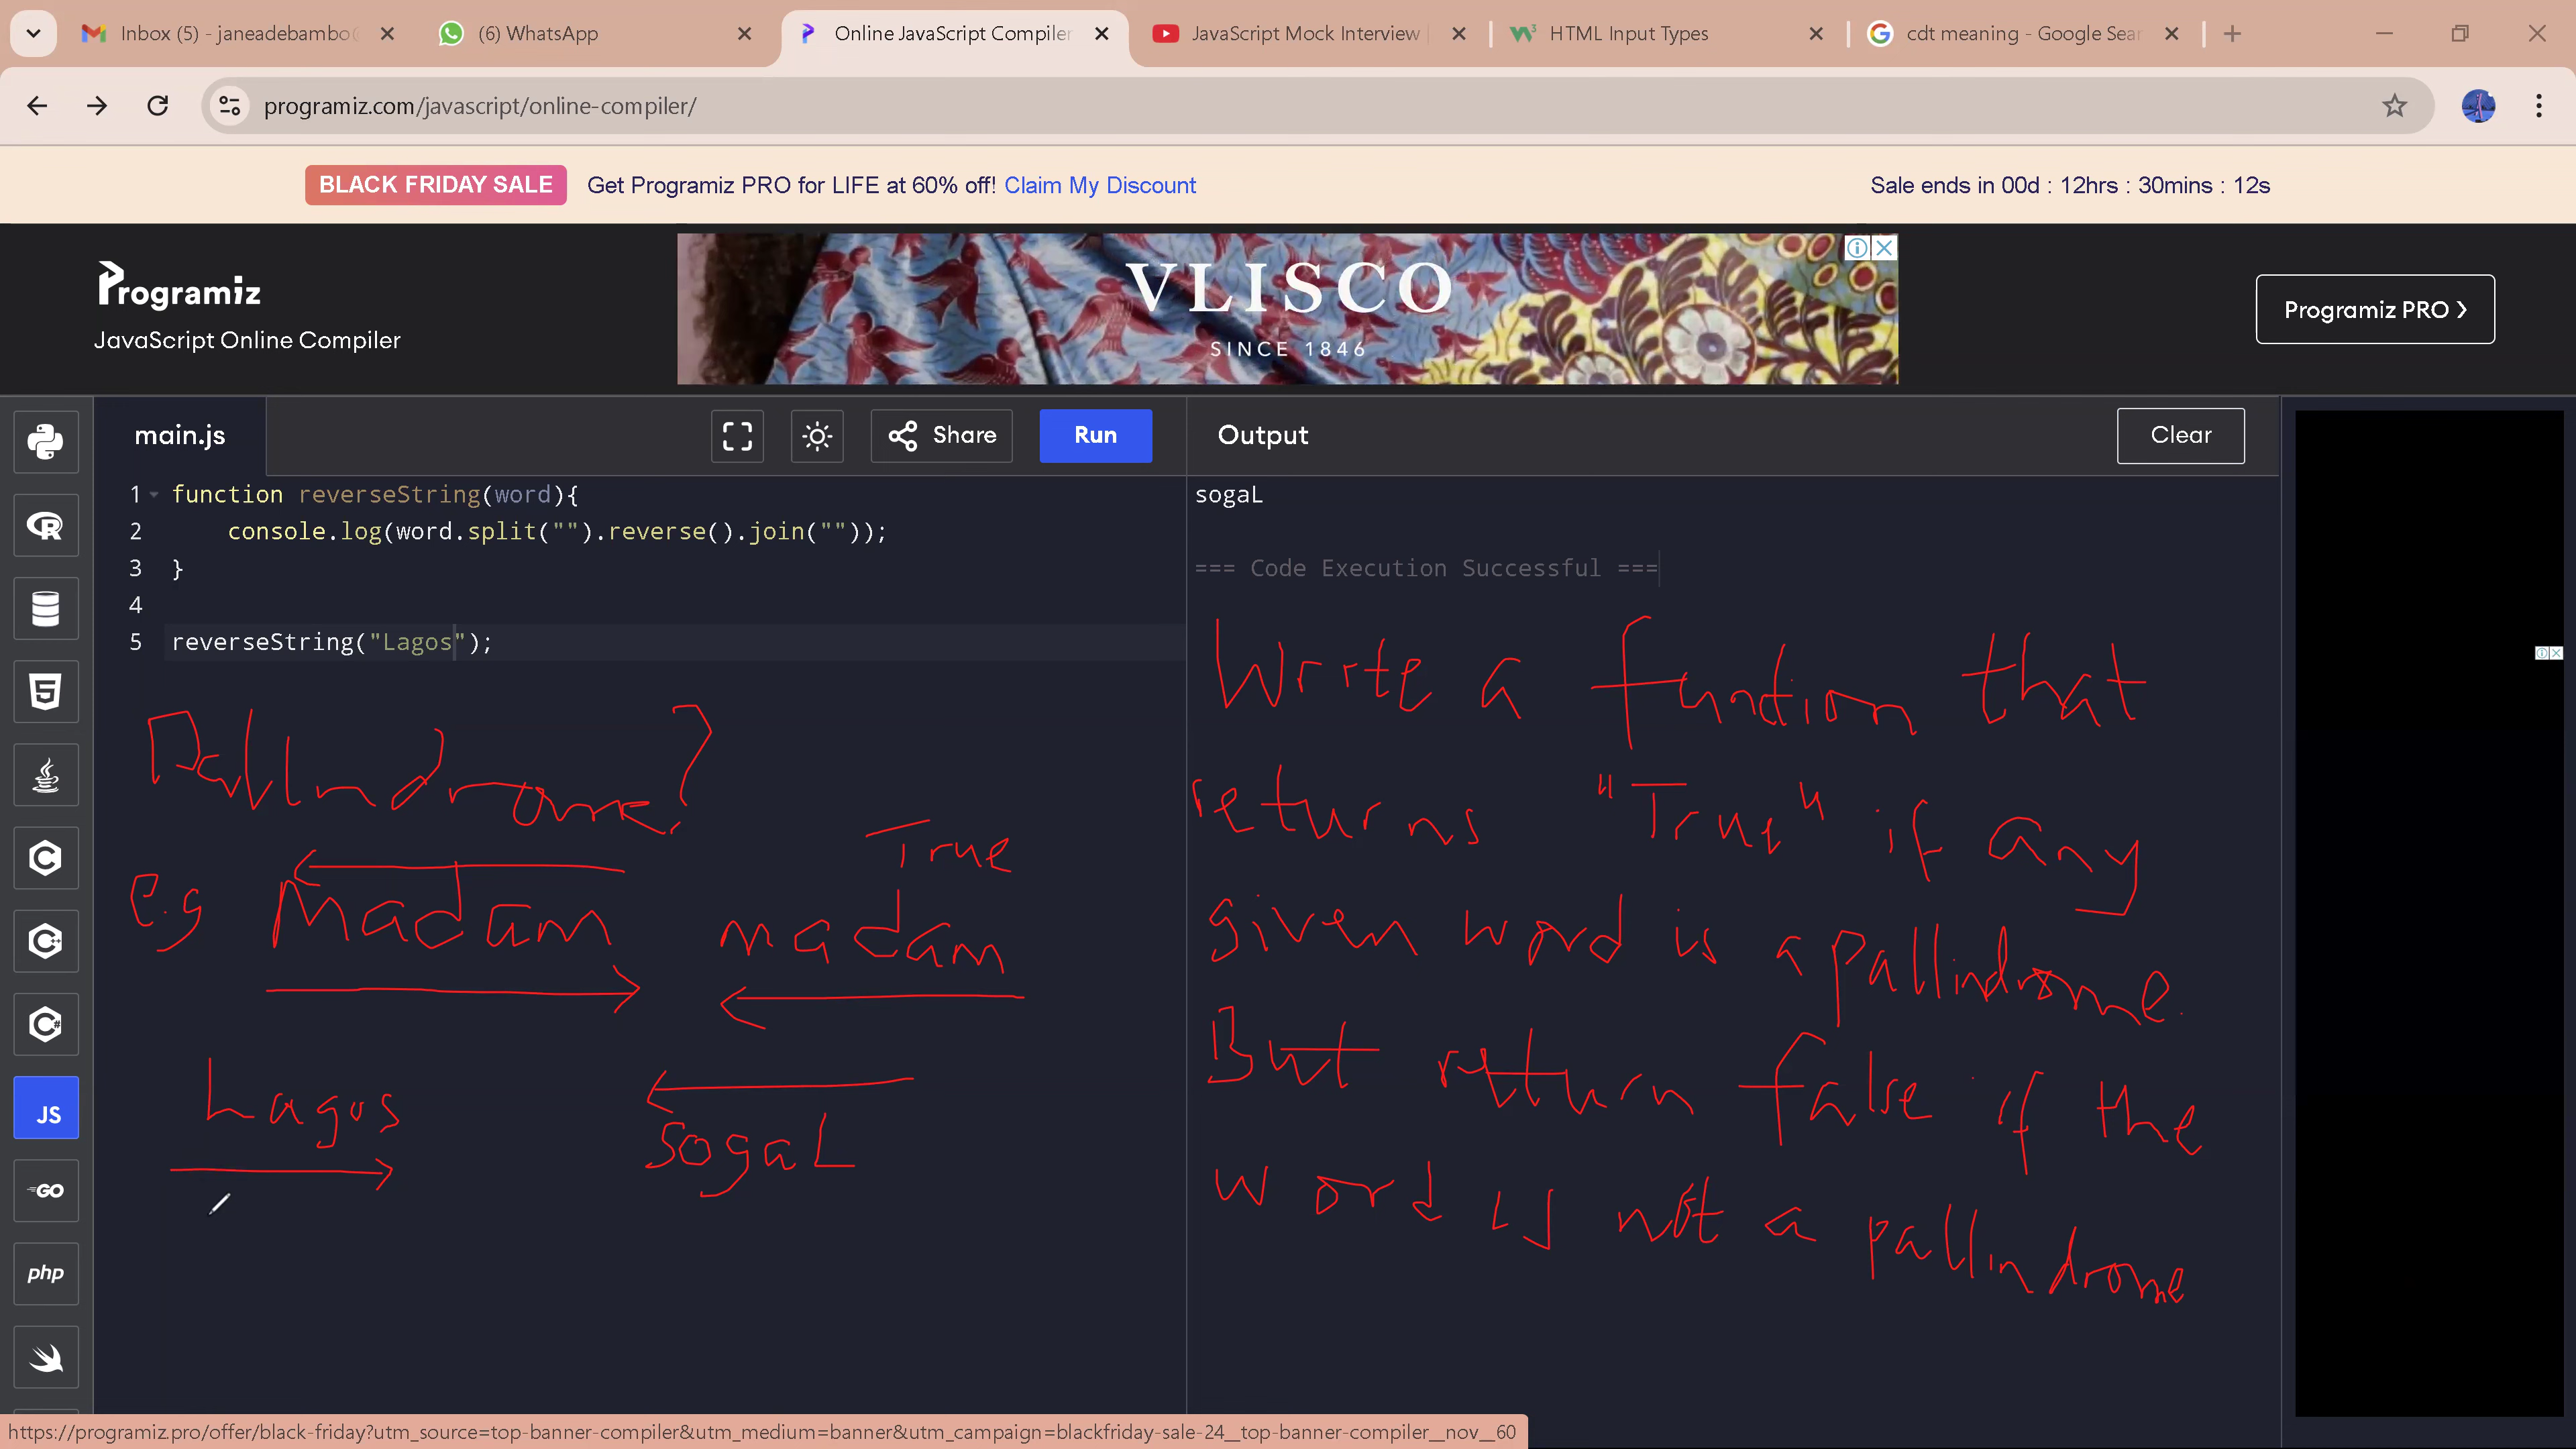 Inbox (5) - janeadebambo
(6) WhatsApp
Online JavaScript Compiler
JavaScript Mock Interview
HTML Input Types
cdt meaning - Google Sear
programiz.com/javascript/online-compiler/
BLACK FRIDAY SALE Get Programiz PRO for LIFE at 60% off! Claim My Discount Sale ends in 00d : 12hrs : 30mins : 12s
Programiz
JavaScript Online Compiler
VLISCO
SINCE 1846
Programiz PRO
main.js
Share
Run
Output
Clear
1 function reverseString(word){
2 console.log(word.split("").reverse().join(""));
3 }
4
5 reverseString("Lagos");
sogaL
=== Code Execution Successful ===
Pallindrome?
e.g Madam madam
True
Lagos sogaL
Write a function that
returns "True" if any
given word is a pallindrome.
But return false if the
word is not a pallindrome
JS
GO
php
https://programiz.pro/offer/black-friday?utm_source=top-banner-compiler&utm_medium=banner&utm_campaign=blackfriday-sale-24__top-banner-compiler__nov__60